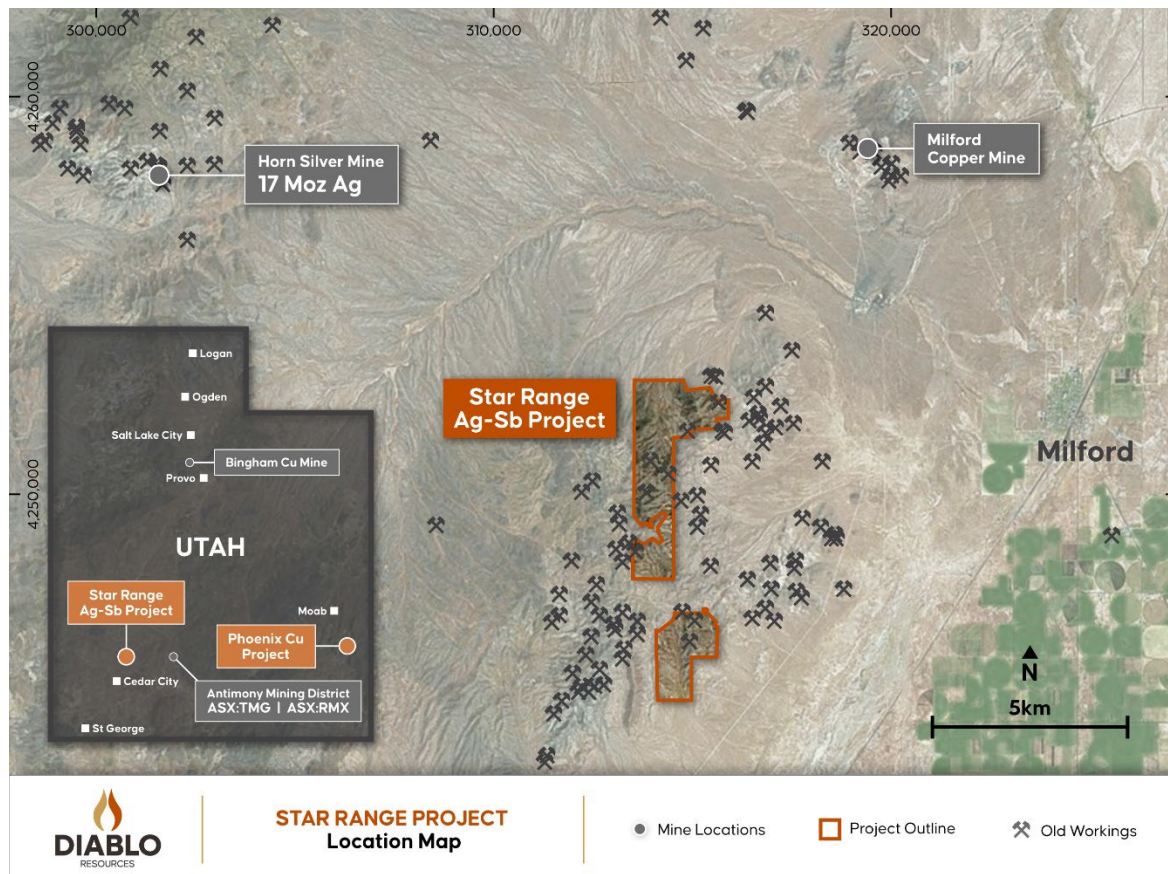 300,000
310,000
320,000
4,260,000
4,250,000
Horn Silver Mine
17 Moz Ag
Milford
Copper Mine
Star Range
Ag-Sb Project
Milford
Logan
Ogden
Salt Lake City
Bingham Cu Mine
Provo
UTAH
Star Range
Ag-Sb Project
Moab
Phoenix Cu
Project
Cedar City
Antimony Mining District
ASX:TMG | ASX:RMX
St George
N
5km
DIABLO
RESOURCES
STAR RANGE PROJECT
Location Map
Mine Locations
Project Outline
Old Workings